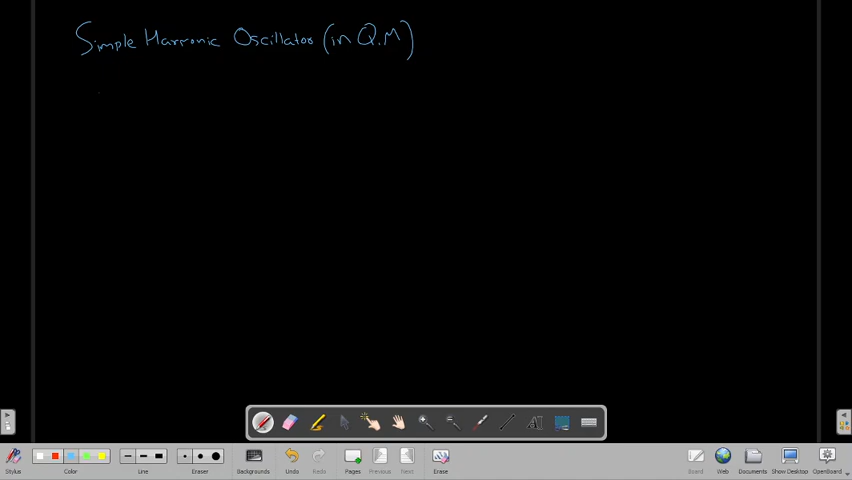 Simple Harmonic Oscillator (in Q.M)
Stylus
Color
Line
Eraser
Backgrounds
Undo
Redo
Pages
Previous
Next
Erase
Board
Web
Documents
Show Desktop
OpenBoard